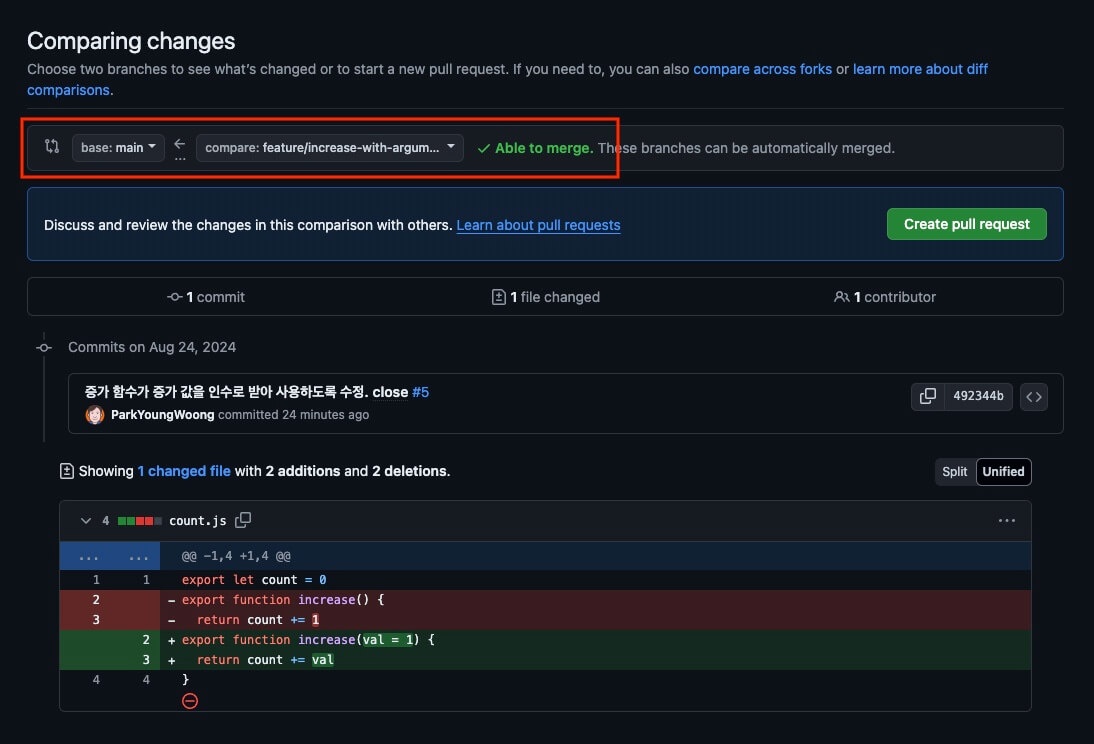 Comparing changes
Choose two branches to see what's changed or to start a new pull request. If you need to, you can also compare across forks or learn more about diff
comparisons.
base: main compare: feature/increase-with-argum... Able to merge. These branches can be automatically merged.
Discuss and review the changes in this comparison with others. Learn about pull requests Create pull request
1 commit 1 file changed 1 contributor
Commits on Aug 24, 2024
증가 함수가 증가 값을 인수로 받아 사용하도록 수정. close #5
ParkYoungWoong committed 24 minutes ago 492344b
Showing 1 changed file with 2 additions and 2 deletions. Split Unified
4 count.js
... ... @@ -1,4 +1,4 @@
1 1 export let count = 0
2 - export function increase() {
3 - return count += 1
2 + export function increase(val = 1) {
3 + return count += val
4 4 }